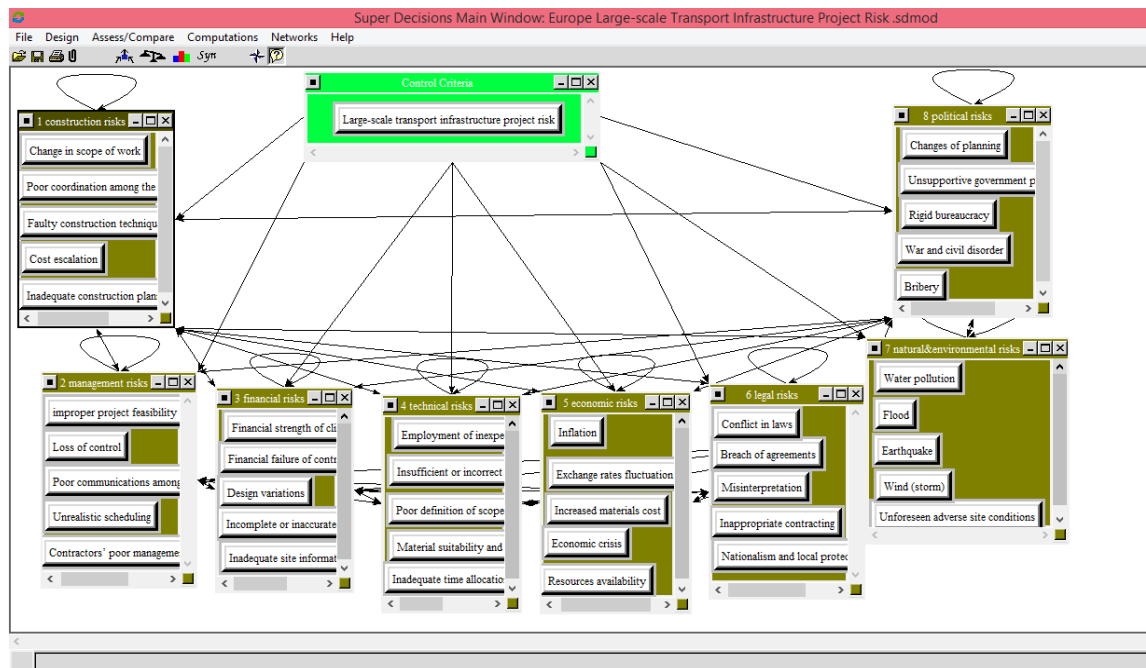 Super Decisions Main Window: Europe Large-scale Transport Infrastructure Project Risk .sdmod
File Design Assess/Compare Computations Networks Help
Syn
Control Criteria
Large-scale transport infrastructure project risk
1 construction risks
Change in scope of work
Poor coordination among the
Faulty construction techniqu
Cost escalation
Inadequate construction plan
8 political risks
Changes of planning
Unsupportive government p
Rigid bureaucracy
War and civil disorder
Bribery
2 management risks
improper project feasibility
Loss of control
Poor communications among
Unrealistic scheduling
Contractors’ poor manageme
3 financial risks
Financial strength of cli
Financial failure of contr
Design variations
Incomplete or inaccurate
Inadequate site informat
4 technical risks
Employment of inexpe
Insufficient or incorrect
Poor definition of scope
Material suitability and
Inadequate time allocatio
5 economic risks
Inflation
Exchange rates fluctuation
Increased materials cost
Economic crisis
Resources availability
6 legal risks
Conflict in laws
Breach of agreements
Misinterpretation
Inappropriate contracting
Nationalism and local protec
7 natural&environmental risks
Water pollution
Flood
Earthquake
Wind (storm)
Unforeseen adverse site conditions